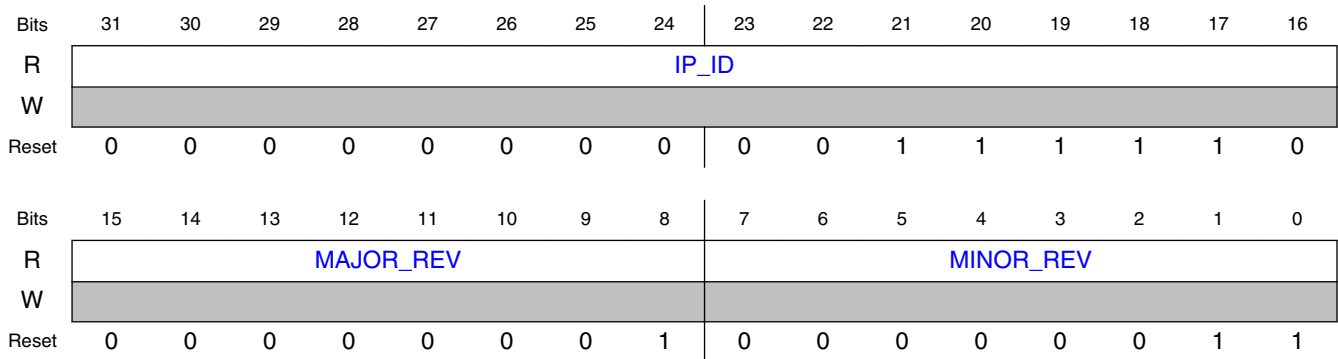 Bits 31 30 29 28 27 26 25 24 23 22 21 20 19 18 17 16
R IP_ID
W
Reset 0 0 0 0 0 0 0 0 0 0 1 1 1 1 1 0
Bits 15 14 13 12 11 10 9 8 7 6 5 4 3 2 1 0
R MAJOR_REV MINOR_REV
W
Reset 0 0 0 0 0 0 0 1 0 0 0 0 0 0 1 1